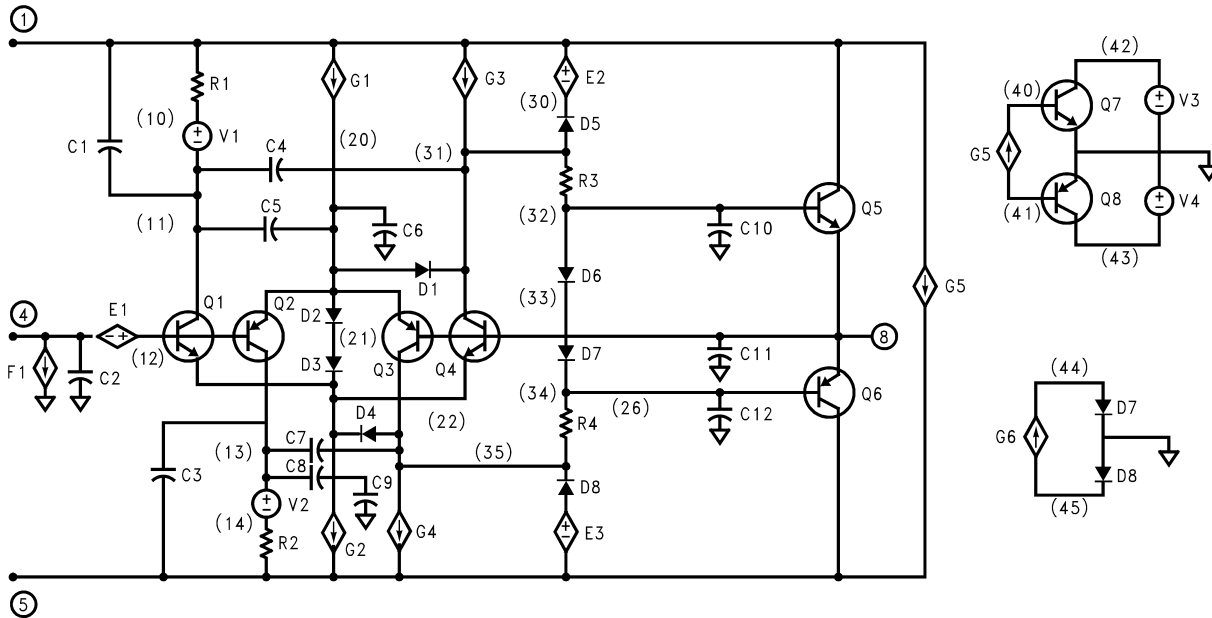 1
R1
G1
G3
E2
(42)
(10)
V1
(30)
D5
(40)
Q7
V3
C1
C4
(20)
(31)
R3
G5
(11)
C5
C6
(32)
C10
Q5
(41)
Q8
V4
D1
D6
(43)
4
E1
Q1
Q2
D2
(33)
G5
(12)
(21)
8
F1
C2
D3
Q3
Q4
D7
C11
(44)
(34)
(26)
Q6
D7
D4
(22)
R4
C12
G6
(13)
C7
(35)
C3
C8
C9
D8
D8
V2
(45)
(14)
R2
G2
G4
E3
5